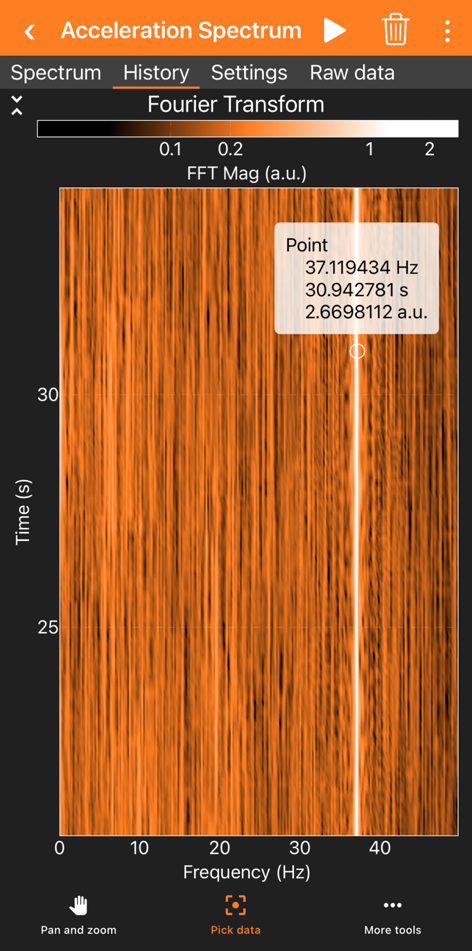 Acceleration Spectrum
Spectrum History Settings Raw data
Fourier Transform
0.1 0.2 1 2
FFT Mag (a.u.)
Point
37.119434 Hz
30.942781 s
2.6698112 a.u.
30
Time (s)
25
0 10 20 30 40
Frequency (Hz)
Pan and zoom Pick data More tools